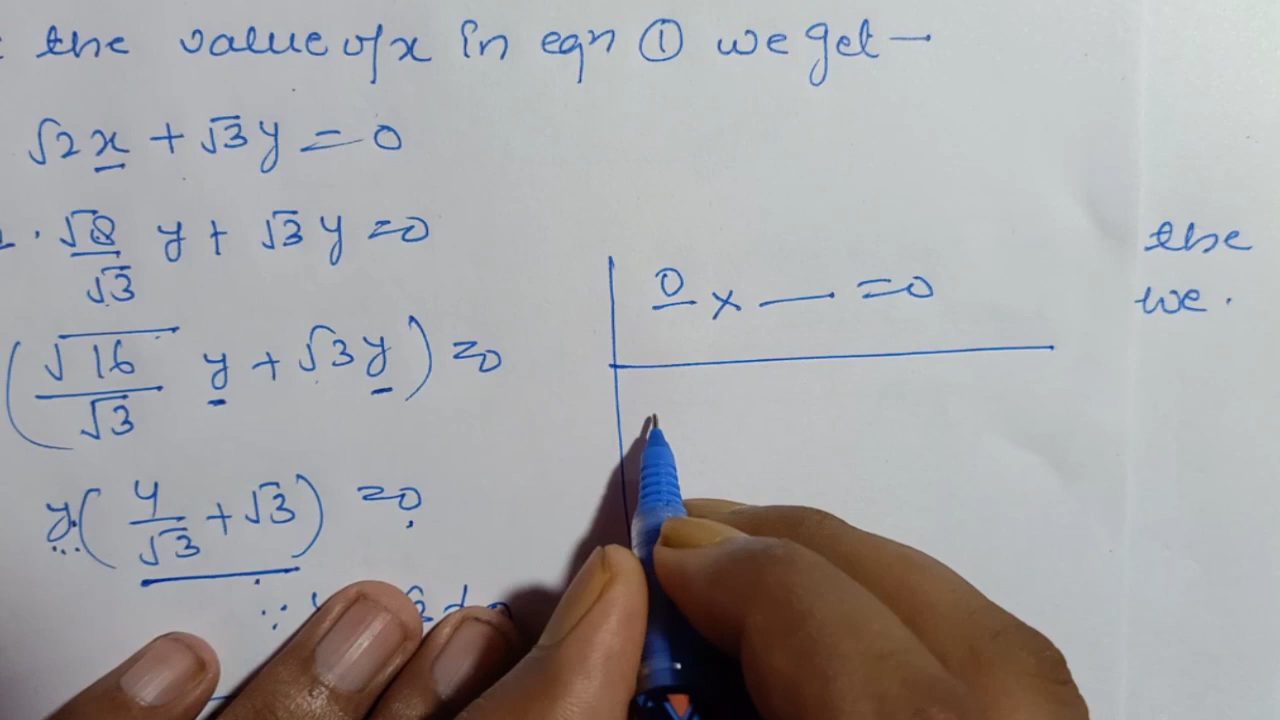 the value of x in eqn ① we get —
√2x + √3y = 0
. √8/√3 y + √3y = 0
(√16/√3 y + √3y) = 0
y(4/√3 + √3) = 0
∵
0 × — = 0
the
we.